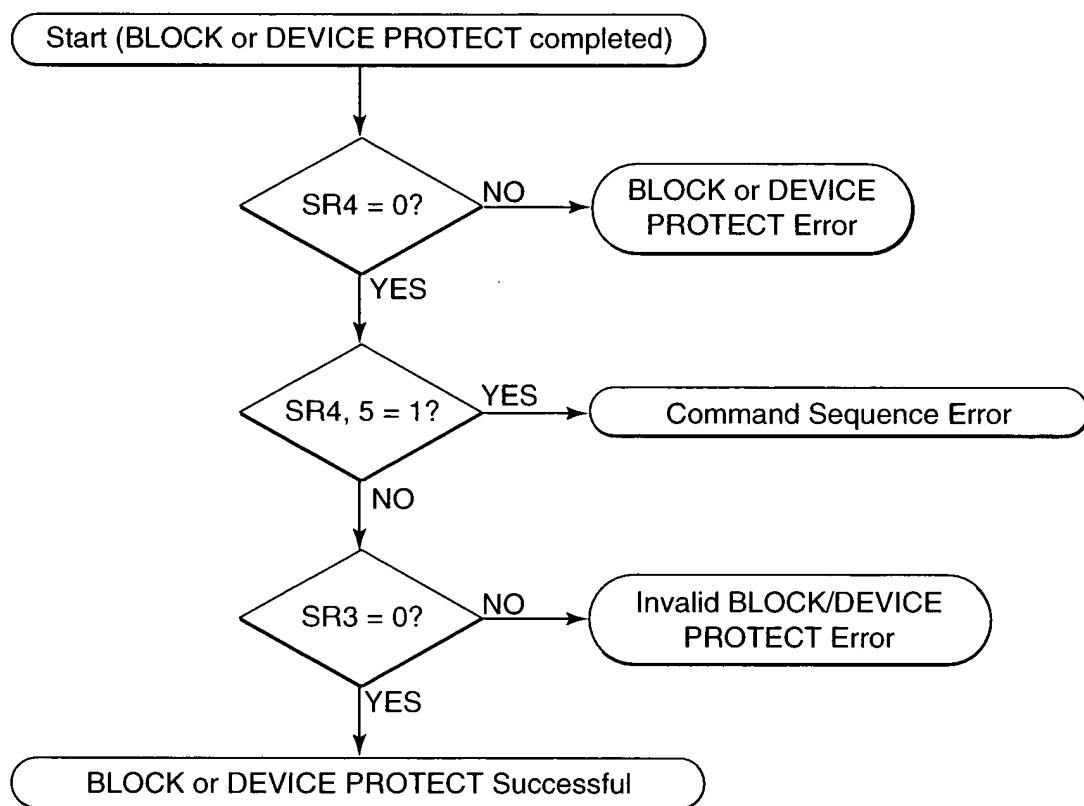 Start (BLOCK or DEVICE PROTECT completed)
SR4 = 0?
NO
BLOCK or DEVICE
PROTECT Error
YES
SR4, 5 = 1?
YES
Command Sequence Error
NO
SR3 = 0?
NO
Invalid BLOCK/DEVICE
PROTECT Error
YES
BLOCK or DEVICE PROTECT Successful